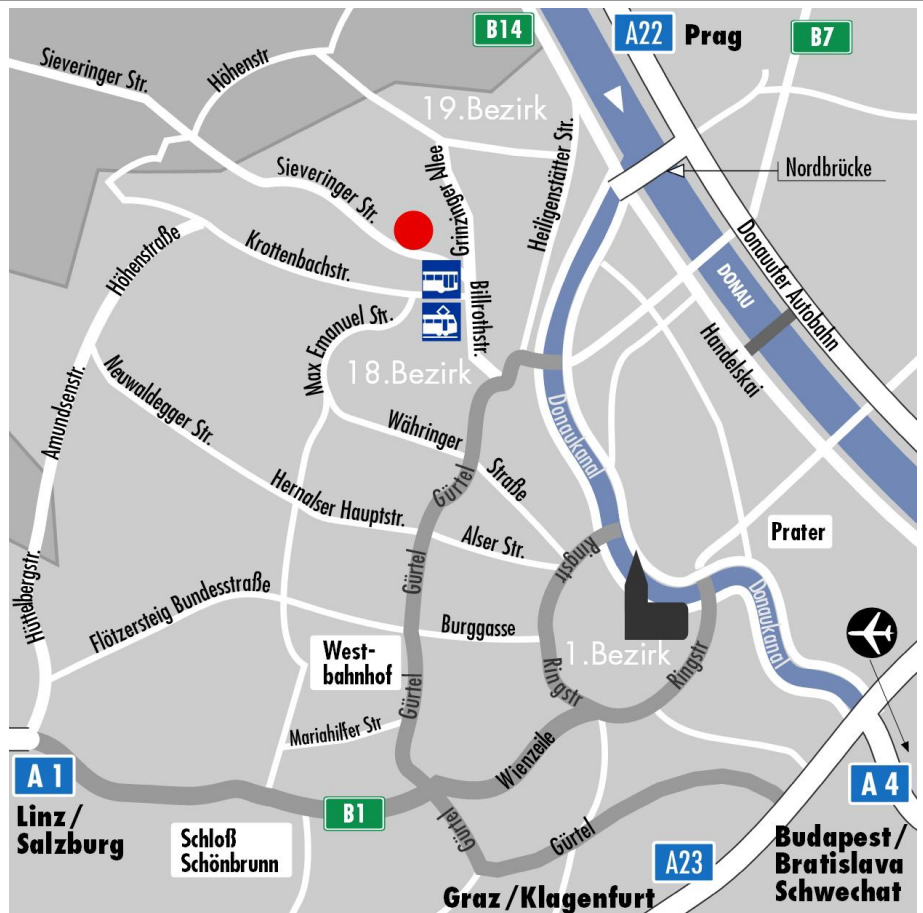 B14
A22 Prag
B7
Sieveringer Str.
Höhenstr
19.Bezirk
Heiligenstätter Str.
Nordbrücke
Sieveringer Str.
Grinzinger Allee
Krottenbachstr.
Höhenstraße
Billrothstr.
DONAU
Donauufer Autobahn
Handelskai
Max Emanuel Str.
18.Bezirk
Amundsenstr.
Neuwaldegger Str.
Währinger
Straße
Donaukanal
Gürtel
Hernalser Hauptstr.
Alser Str.
Ringstr
Prater
Gürtel
Hüttelbergstr.
Flötzersteig Bundesstraße
Burggasse
1.Bezirk
Donaukanal
West-
bahnhof
Gürtel
Ringstr
Ringstr
Mariahilfer Str
Wienzeile
A 1
Linz/
Salzburg
B1
Schloß
Schönbrunn
Gürtel
Gürtel
A23
Graz/Klagenfurt
A 4
Budapest/
Bratislava
Schwechat